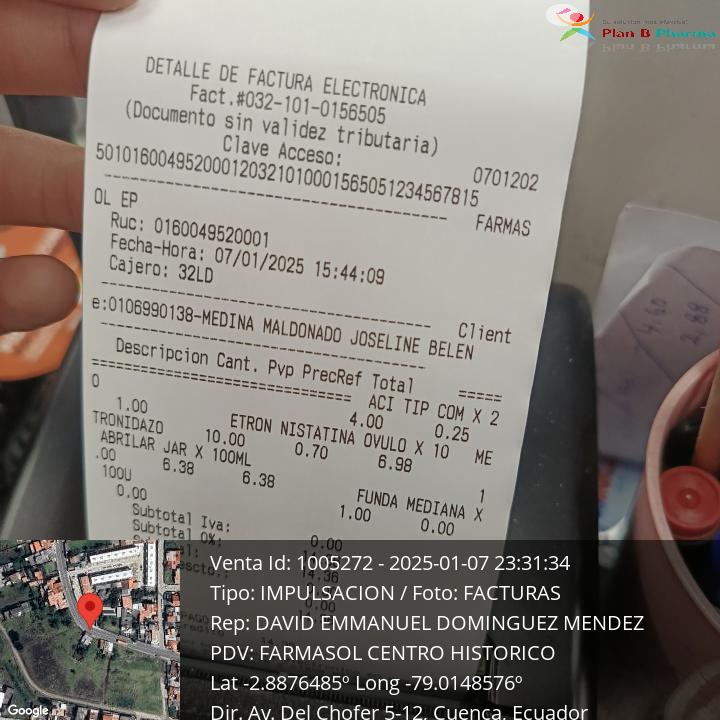 Plan B Pharma
DETALLE DE FACTURA ELECTRONICA
Fact.#032-101-0156505
(Documento sin validez tributaria)
Clave Acceso:
0701202
501016004952000120321010001565051234567815
FARMAS
OL EP
Ruc: 0160049520001
Fecha-Hora: 07/01/2025 15:44:09
Cajero: 32LD
Client
e:0106990138-MEDINA MALDONADO JOSELINE BELEN
Descripcion Cant. Pvp PrecRef Total
ACI TIP COM X 2
0
1.00 4.00 0.25
ETRON NISTATINA OVULO X 10 ME
TRONIDAZO 10.00 0.70 6.98
ABRILAR JAR X 100ML 1
.00 6.38 6.38
FUNDA MEDIANA X
100U 1.00 0.00
0.00
Subtotal Iva: 0.00
Subtotal 0%:
14.36
0.00
Venta Id: 1005272 - 2025-01-07 23:31:34
Tipo: IMPULSACION / Foto: FACTURAS
Rep: DAVID EMMANUEL DOMINGUEZ MENDEZ
PDV: FARMASOL CENTRO HISTORICO
Lat -2.8876485º Long -79.0148576º
Dir. Av. Del Chofer 5-12, Cuenca, Ecuador
Google
4.60
2.88